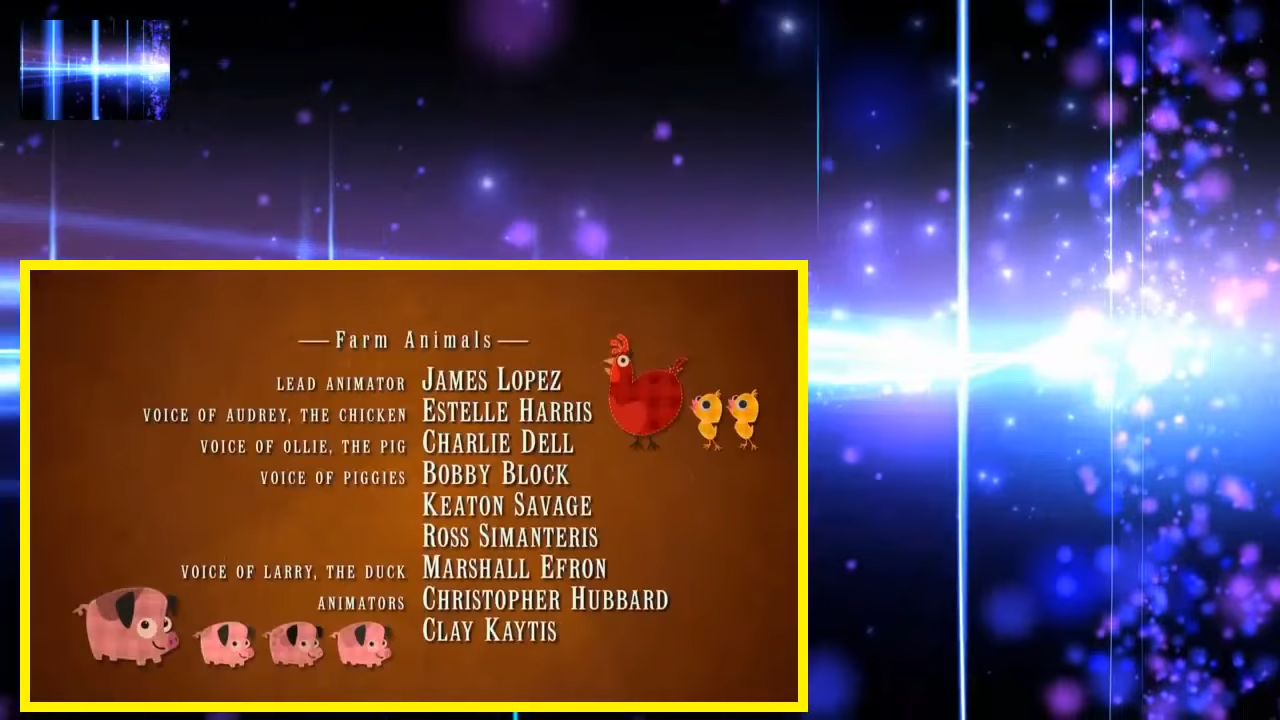 Farm Animals
LEAD ANIMATOR JAMES LOPEZ
VOICE OF AUDREY, THE CHICKEN ESTELLE HARRIS
VOICE OF OLLIE, THE PIG CHARLIE DELL
VOICE OF PIGGIES BOBBY BLOCK
KEATON SAVAGE
ROSS SIMANTERIS
VOICE OF LARRY, THE DUCK MARSHALL EFRON
ANIMATORS CHRISTOPHER HUBBARD
CLAY KAYTIS